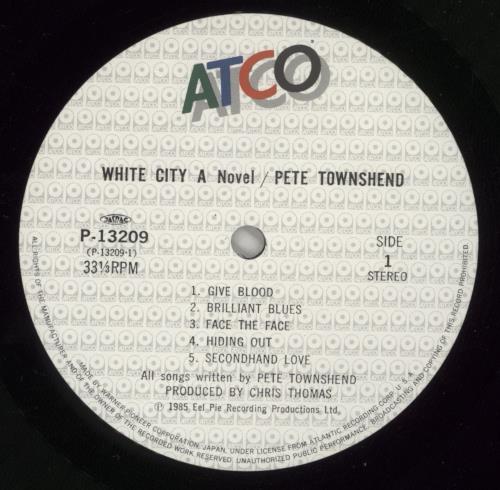 ATCO
WHITE CITY A Novel / PETE TOWNSHEND
P-13209
(P-13209-1)
33⅓RPM
SIDE
1
STEREO
1. GIVE BLOOD
2. BRILLIANT BLUES
3. FACE THE FACE
4. HIDING OUT
5. SECONDHAND LOVE
All songs written by PETE TOWNSHEND
PRODUCED BY CHRIS THOMAS
℗ 1985 Eel Pie Recording Productions Ltd.
MADE BY WARNER-PIONEER CORPORATION, JAPAN, UNDER LICENSE FROM ATLANTIC RECORDING CORP., U.S.A.
ALL RIGHTS OF THE MANUFACTURER AND OF THE OWNER OF THE RECORDED WORK RESERVED. UNAUTHORIZED PUBLIC PERFORMANCE, BROADCASTING AND COPYING OF THIS RECORD PROHIBITED.